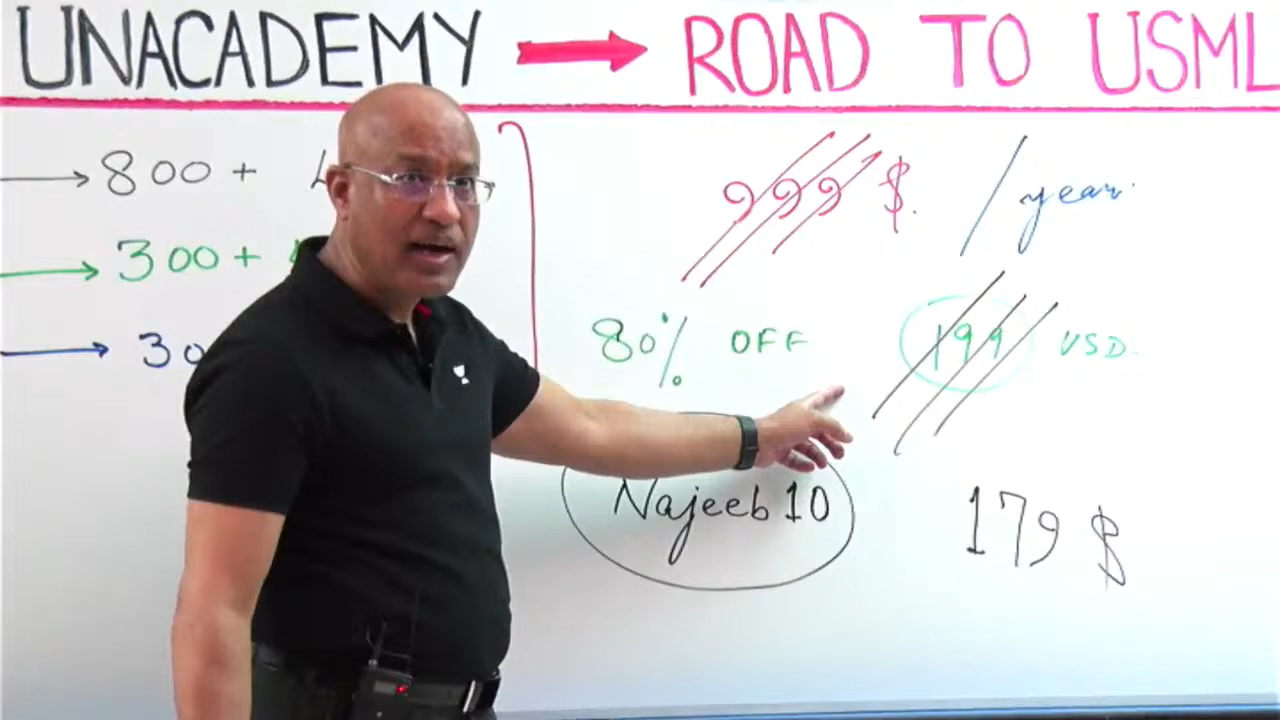 UNACADEMY → ROAD TO USML
→ 800 +
→ 300 +
→ 30
999 $. / year.
80% OFF 199 USD.
Najeeb 10 179 $